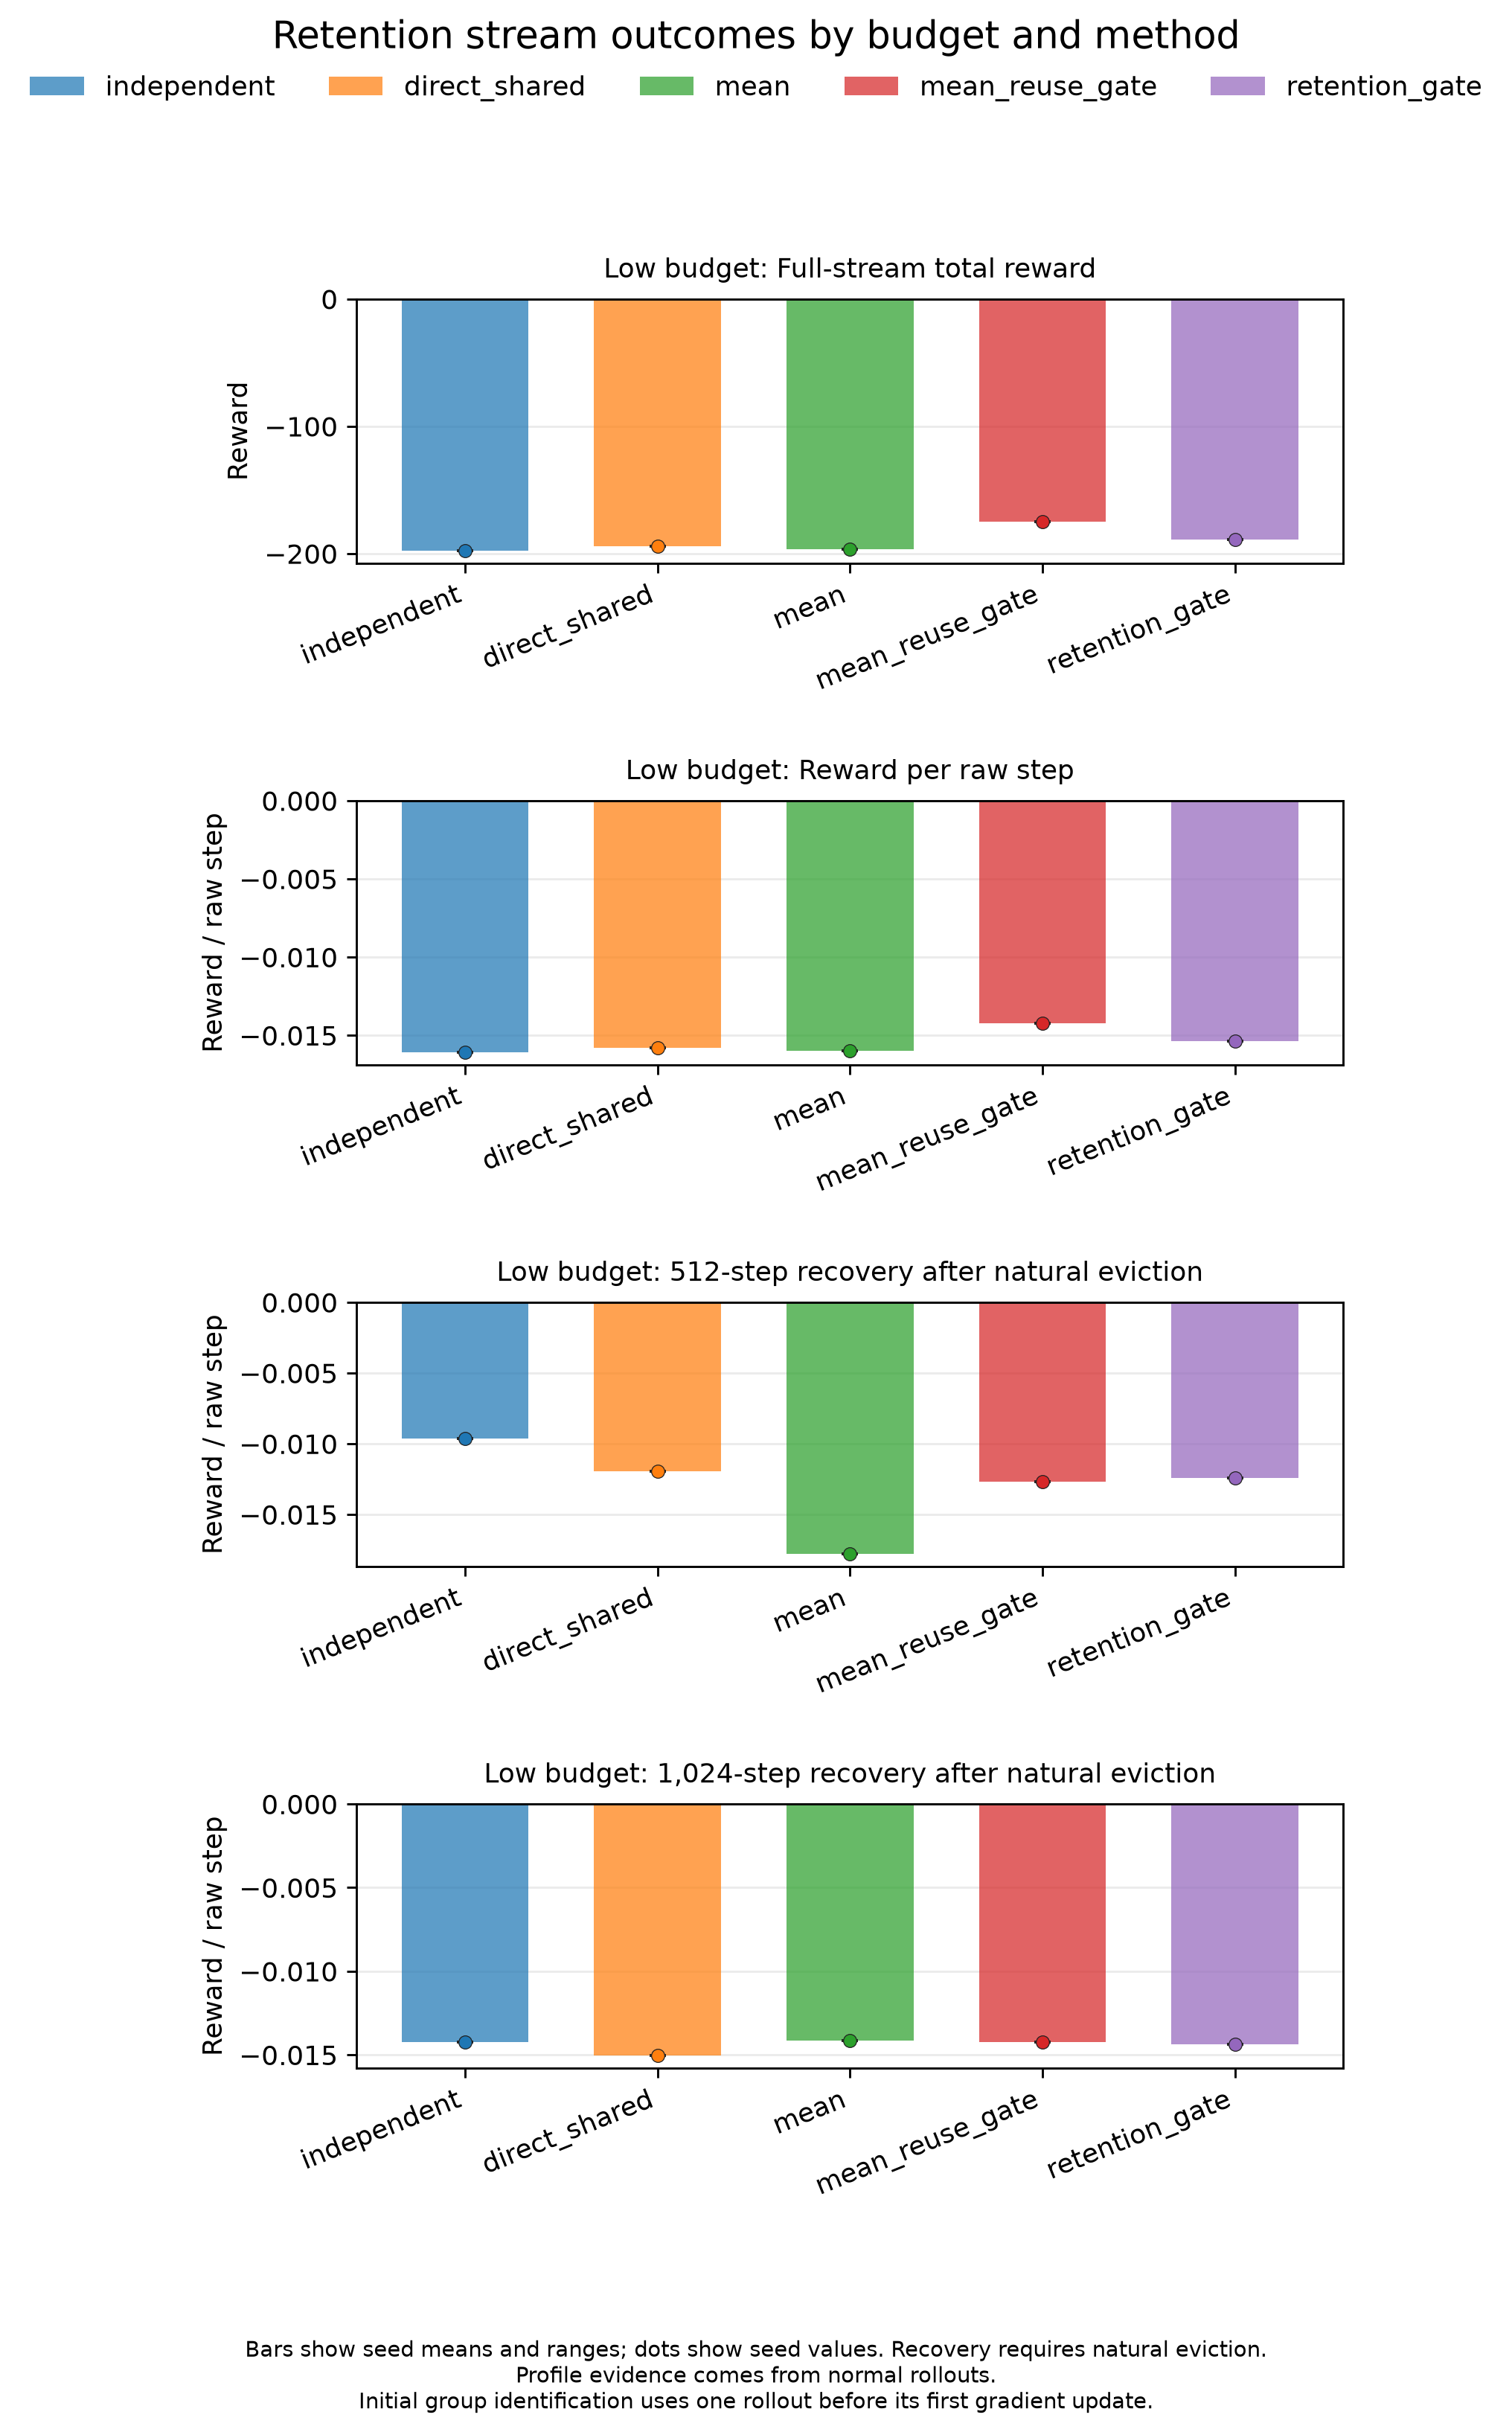 Retention stream outcomes by budget and method
independent direct_shared mean mean_reuse_gate retention_gate
Low budget: Full-stream total reward
Reward
0
−100
−200
independent direct_shared mean mean_reuse_gate retention_gate
Low budget: Reward per raw step
Reward / raw step
0.000
−0.005
−0.010
−0.015
independent direct_shared mean mean_reuse_gate retention_gate
Low budget: 512-step recovery after natural eviction
Reward / raw step
0.000
−0.005
−0.010
−0.015
independent direct_shared mean mean_reuse_gate retention_gate
Low budget: 1,024-step recovery after natural eviction
Reward / raw step
0.000
−0.005
−0.010
−0.015
independent direct_shared mean mean_reuse_gate retention_gate
Bars show seed means and ranges; dots show seed values. Recovery requires natural eviction.
Profile evidence comes from normal rollouts.
Initial group identification uses one rollout before its first gradient update.